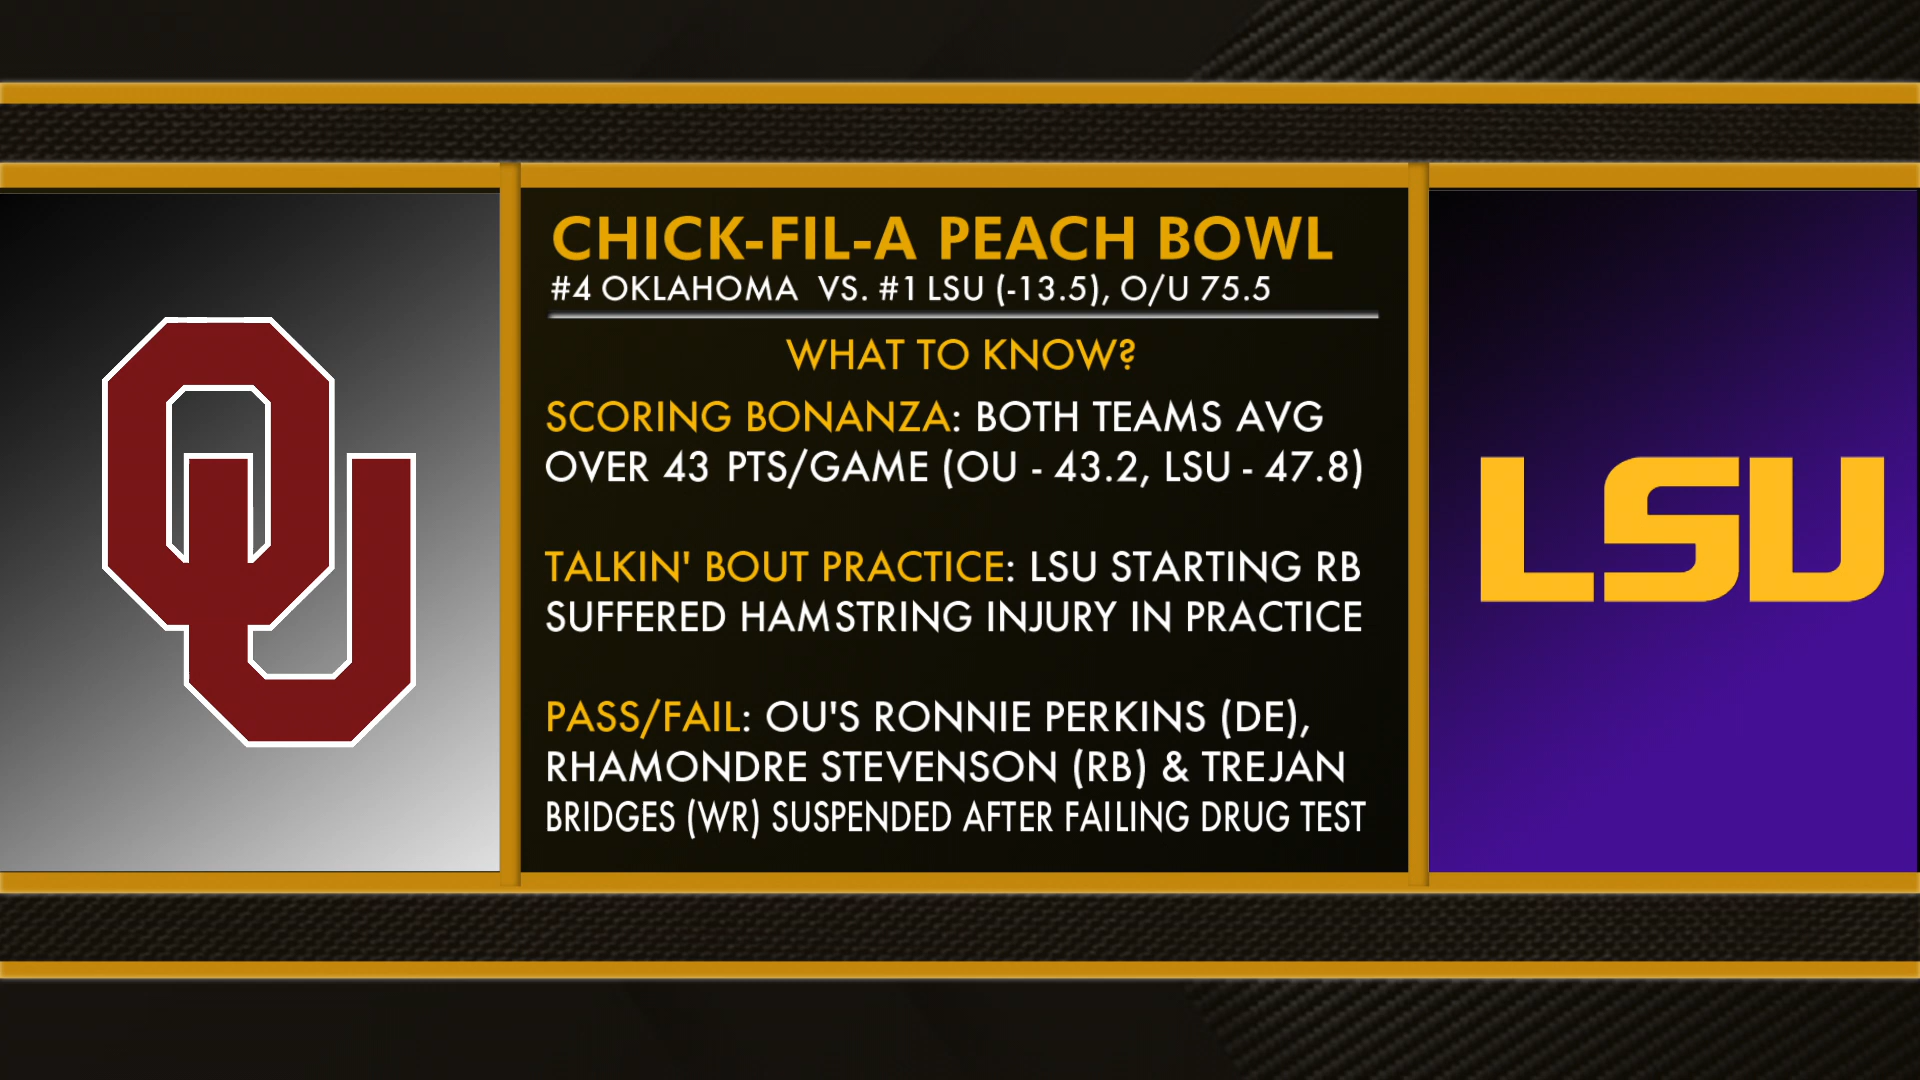 CHICK-FIL-A PEACH BOWL
#4 OKLAHOMA VS. #1 LSU (-13.5), O/U 75.5
WHAT TO KNOW?
SCORING BONANZA: BOTH TEAMS AVG
OVER 43 PTS/GAME (OU - 43.2, LSU - 47.8)
TALKIN' BOUT PRACTICE: LSU STARTING RB
SUFFERED HAMSTRING INJURY IN PRACTICE
PASS/FAIL: OU'S RONNIE PERKINS (DE),
RHAMONDRE STEVENSON (RB) & TREJAN
BRIDGES (WR) SUSPENDED AFTER FAILING DRUG TEST
OU
LSU